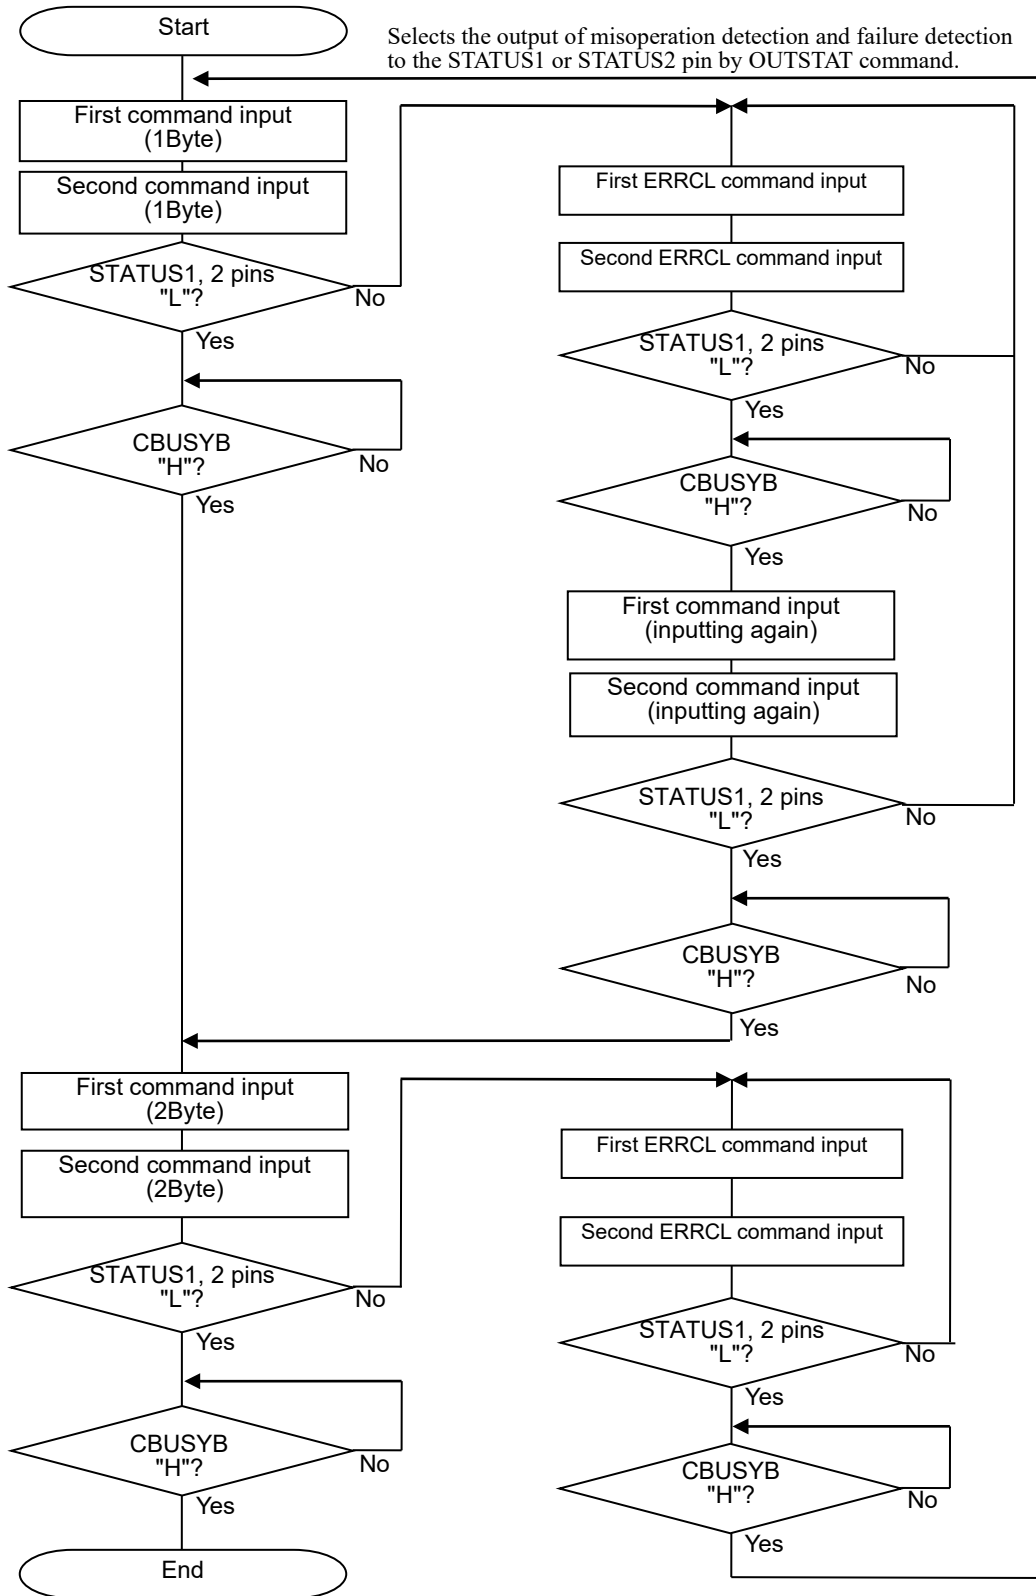 Start
Selects the output of misoperation detection and failure detection
to the STATUS1 or STATUS2 pin by OUTSTAT command.
First command input
(1Byte)
Second command input
(1Byte)
STATUS1, 2 pins
"L"?
No
Yes
CBUSYB
"H"?
No
Yes
First ERRCL command input
Second ERRCL command input
STATUS1, 2 pins
"L"?
No
Yes
CBUSYB
"H"?
No
Yes
First command input
(inputting again)
Second command input
(inputting again)
STATUS1, 2 pins
"L"?
No
Yes
CBUSYB
"H"?
No
Yes
First command input
(2Byte)
Second command input
(2Byte)
STATUS1, 2 pins
"L"?
No
Yes
CBUSYB
"H"?
No
Yes
End
First ERRCL command input
Second ERRCL command input
STATUS1, 2 pins
"L"?
No
Yes
CBUSYB
"H"?
No
Yes